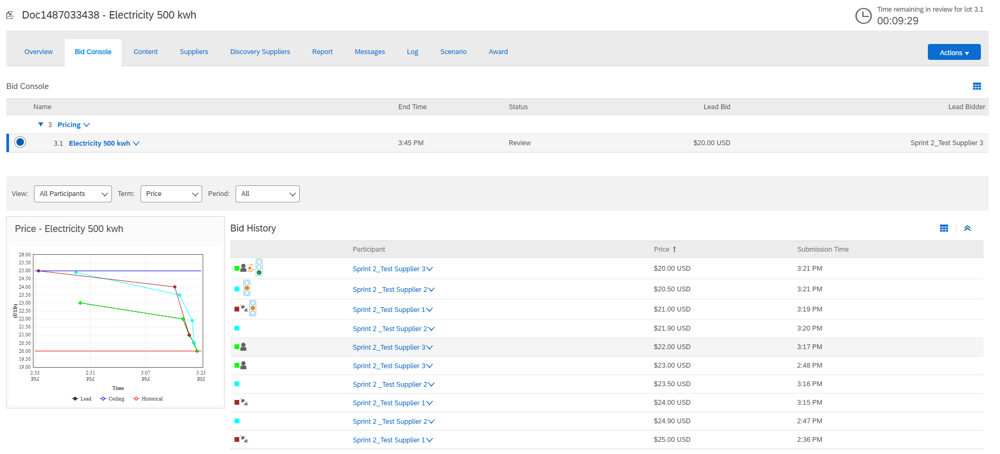 Doc1487033438 - Electricity 500 kwh
Time remaining in review for lot 3.1
00:09:29
Overview Bid Console Content Suppliers Discovery Suppliers Report Messages Log Scenario Award Actions
Bid Console
Name End Time Status Lead Bid Lead Bidder
3 Pricing
3.1 Electricity 500 kwh 3:45 PM Review $20.00 USD Sprint 2_Test Supplier 3
View: All Participants Term: Price Period: All
Price - Electricity 500 kwh
26.00
25.50
25.00
24.50
24.00
23.50
23.00
22.50
22.00
21.50
21.00
20.50
20.00
19.50
19.00
(USD)
2:35 PM 2:51 PM 3:07 PM 3:23 PM
Time
Lead Ceiling Historical
Bid History
Participant Price ↑ Submission Time
Sprint 2_Test Supplier 3 $20.00 USD 3:21 PM
Sprint 2 _Test Supplier 2 $20.50 USD 3:21 PM
Sprint 2_Test Supplier 1 $21.00 USD 3:19 PM
Sprint 2 _Test Supplier 2 $21.90 USD 3:20 PM
Sprint 2_Test Supplier 3 $22.00 USD 3:17 PM
Sprint 2_Test Supplier 3 $23.00 USD 2:48 PM
Sprint 2 _Test Supplier 2 $23.50 USD 3:16 PM
Sprint 2_Test Supplier 1 $24.00 USD 3:15 PM
Sprint 2 _Test Supplier 2 $24.90 USD 2:47 PM
Sprint 2_Test Supplier 1 $25.00 USD 2:36 PM